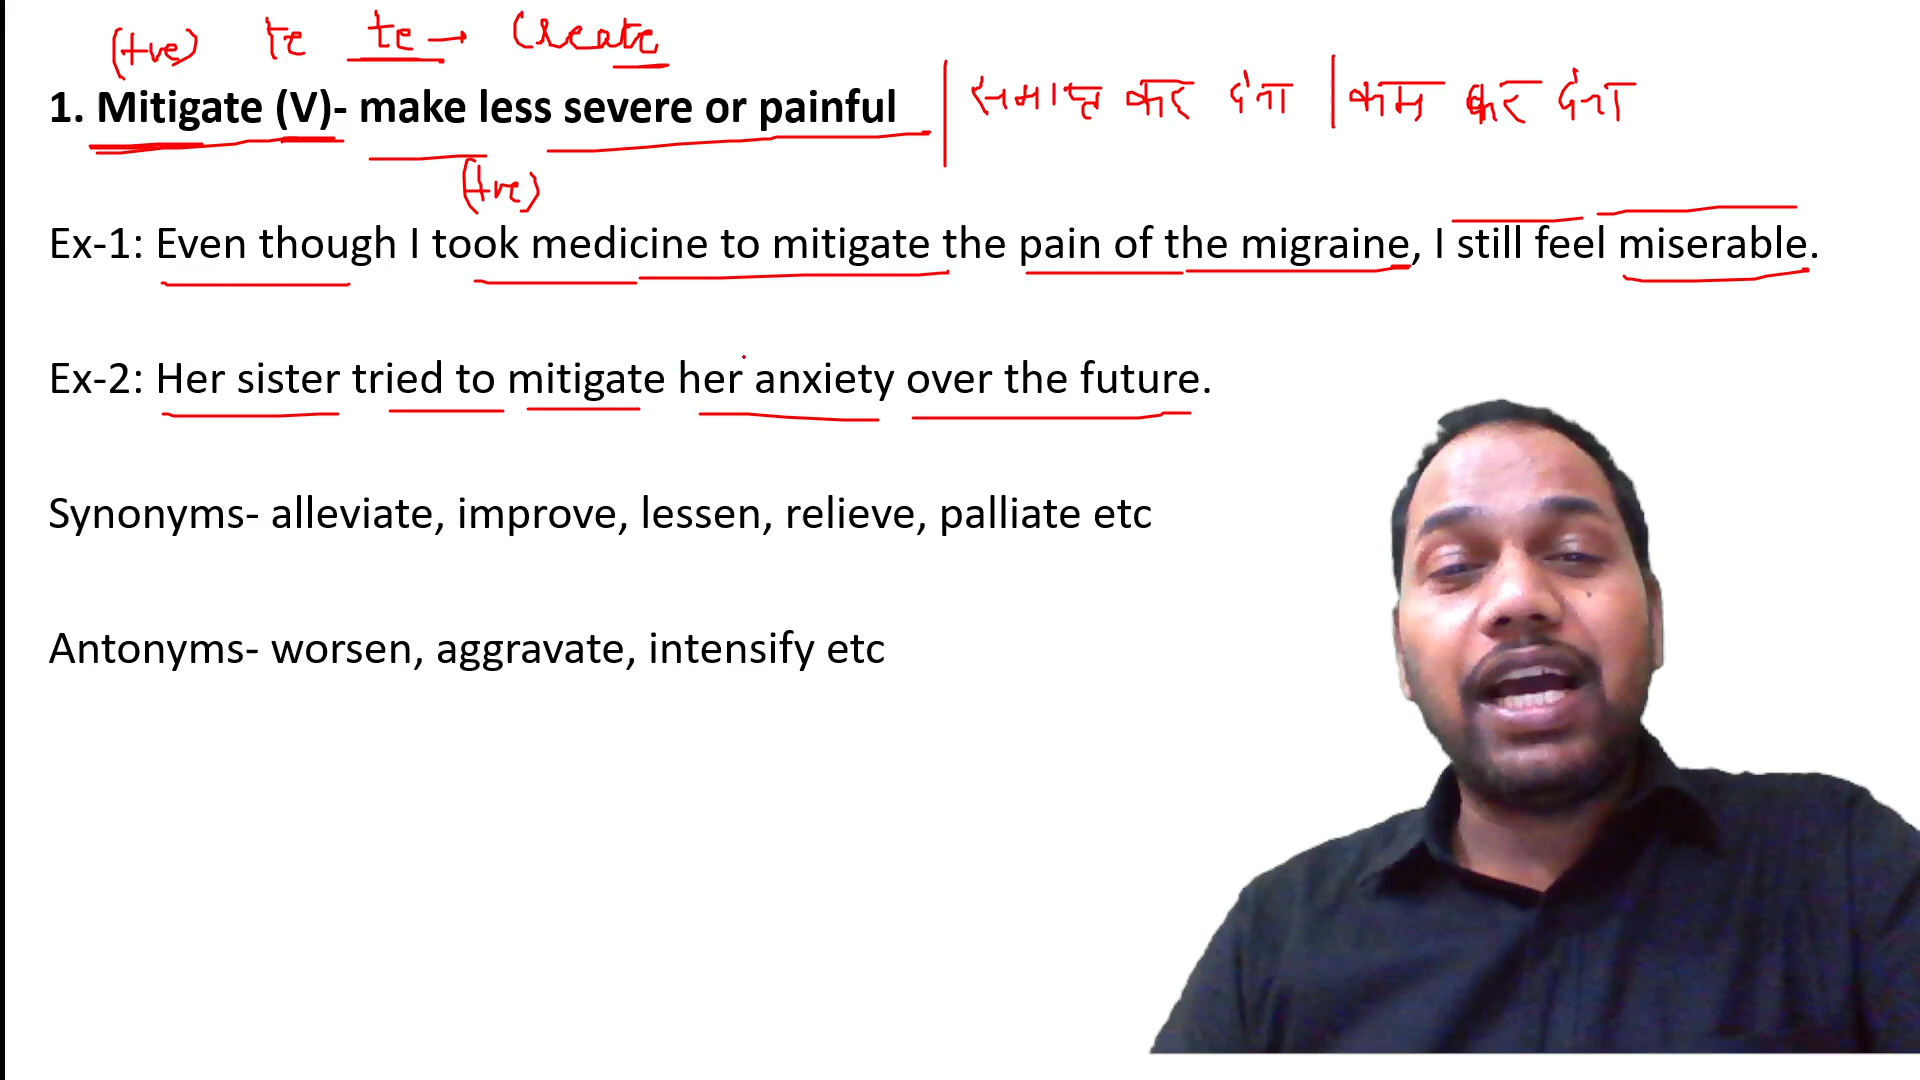 (+ve) te te → Create
1. Mitigate (V)- make less severe or painful | समाप्त कर देना | कम कर देना
(+ve)
Ex-1: Even though I took medicine to mitigate the pain of the migraine, I still feel miserable.
Ex-2: Her sister tried to mitigate her anxiety over the future.
Synonyms- alleviate, improve, lessen, relieve, palliate etc
Antonyms- worsen, aggravate, intensify etc